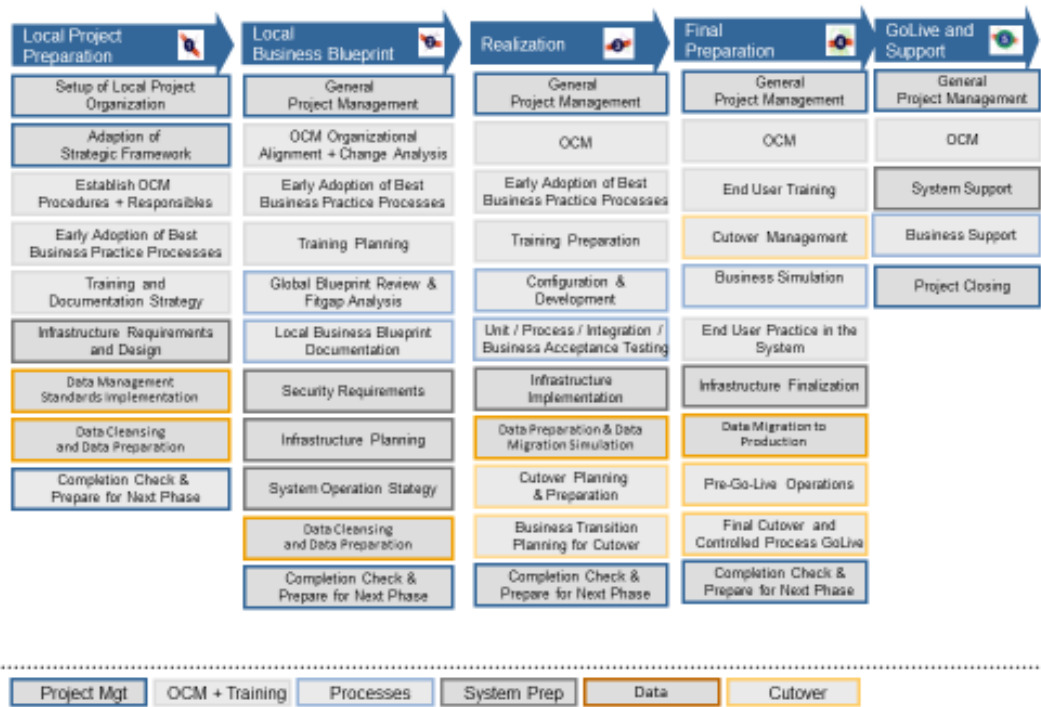 Local Project
Preparation
1
Setup of Local Project
Organization
Adaption of
Strategic Framework
Establish OCM
Procedures + Responsibles
Early Adoption of Best
Business Practice Proceesses
Training and
Documentation Strategy
Infrastructure Requirements
and Design
Data Management
Standards Implementation
Data Cleansing
and Data Preparation
Completion Check &
Prepare for Next Phase
Local
Business Blueprint
2
General
Project Management
OCM Organizational
Alignment + Change Analysis
Early Adoption of Best
Business Practice Processes
Training Planning
Global Blueprint Review &
Fitgap Analysis
Local Business Blueprint
Documentation
Security Requirements
Infrastructure Planning
System Operation Stategy
Data Cleansing
and Data Preparation
Completion Check &
Prepare for Next Phase
Realization
3
General
Project Management
OCM
Early Adoption of Best
Business Practice Processes
Training Preparation
Configuration &
Development
Unit / Process / Integration /
Business Acceptance Testing
Infrastructure
Implementation
Data Preparation & Data
Migration Simulation
Cutover Planning
& Preparation
Business Transition
Planning for Cutover
Completion Check &
Prepare for Next Phase
Final
Preparation
4
General
Project Management
OCM
End User Training
Cutover Management
Business Simulation
End User Practice in the
System
Infrastructure Finalization
Data Migration to
Production
Pre-Go-Live Operations
Final Cutover and
Controlled Process GoLive
Completion Check &
Prepare for Next Phase
GoLive and
Support
5
General
Project Management
OCM
System Support
Business Support
Project Closing
Project Mgt
OCM + Training
Processes
System Prep
Data
Cutover